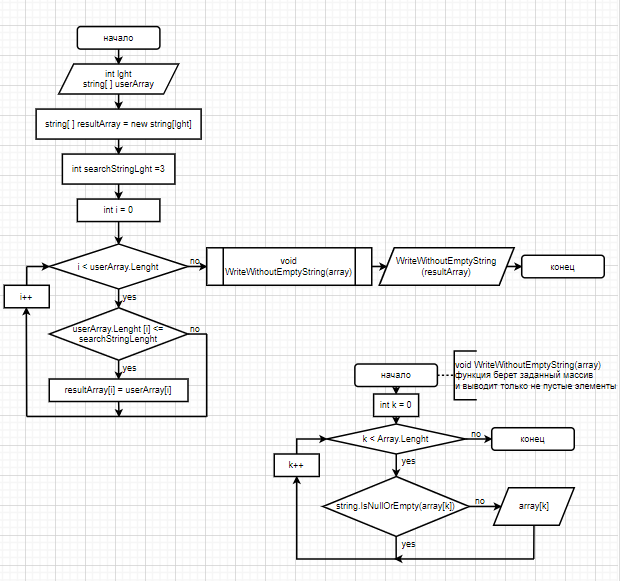 начало
int lght
string[ ] userArray
string[ ] resultArray = new string[lght]
int searchStringLght =3
int i = 0
i < userArray.Lenght
no
void
WriteWithoutEmptyString(array)
WriteWithoutEmptyString
(resultArray)
конец
i++
yes
userArray.Lenght [i] <=
searchStringLenght
no
yes
resultArray[i] = userArray[i]
начало
void WriteWithoutEmptyString(array)
функция берет заданный массив
и выводит только не пустые элементы
int k = 0
k < Array.Lenght
no
конец
k++
yes
string.IsNullOrEmpty(array[k])
no
array[k]
yes